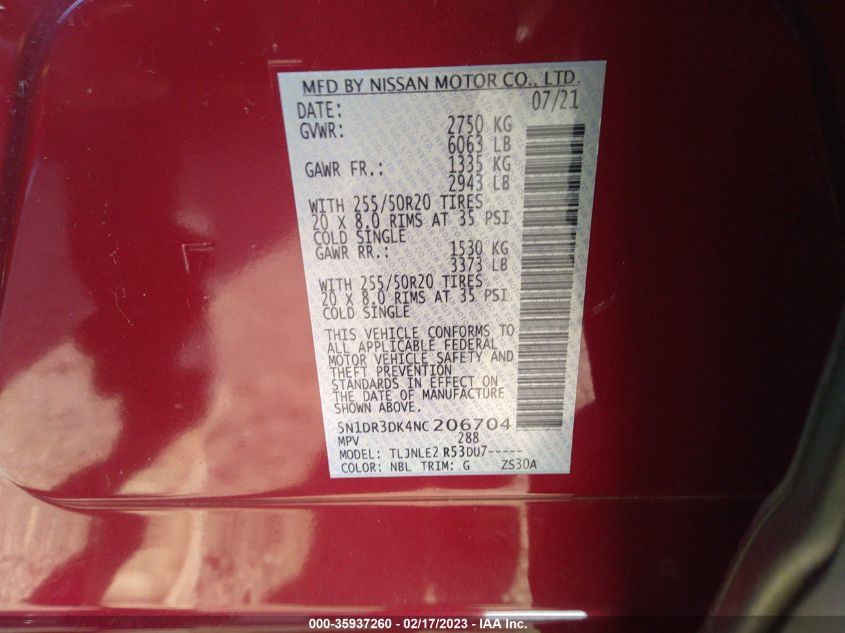 MFD BY NISSAN MOTOR CO., LTD.
DATE: 07/21
GVWR: 2750 KG
6063 LB
GAWR FR.: 1335 KG
2943 LB
WITH 255/50R20 TIRES
20 X 8.0 RIMS AT 35 PSI
COLD SINGLE
GAWR RR.: 1530 KG
3373 LB
WITH 255/50R20 TIRES
20 X 8.0 RIMS AT 35 PSI
COLD SINGLE
THIS VEHICLE CONFORMS TO
ALL APPLICABLE FEDERAL
MOTOR VEHICLE SAFETY AND
THEFT PREVENTION
STANDARDS IN EFFECT ON
THE DATE OF MANUFACTURE
SHOWN ABOVE.
5N1DR3DK4NC206704
MPV 288
MODEL: TLJNLE2 R53DU7-----
COLOR: NBL TRIM: G ZS30A
000-35937260 - 02/17/2023 - IAA Inc.